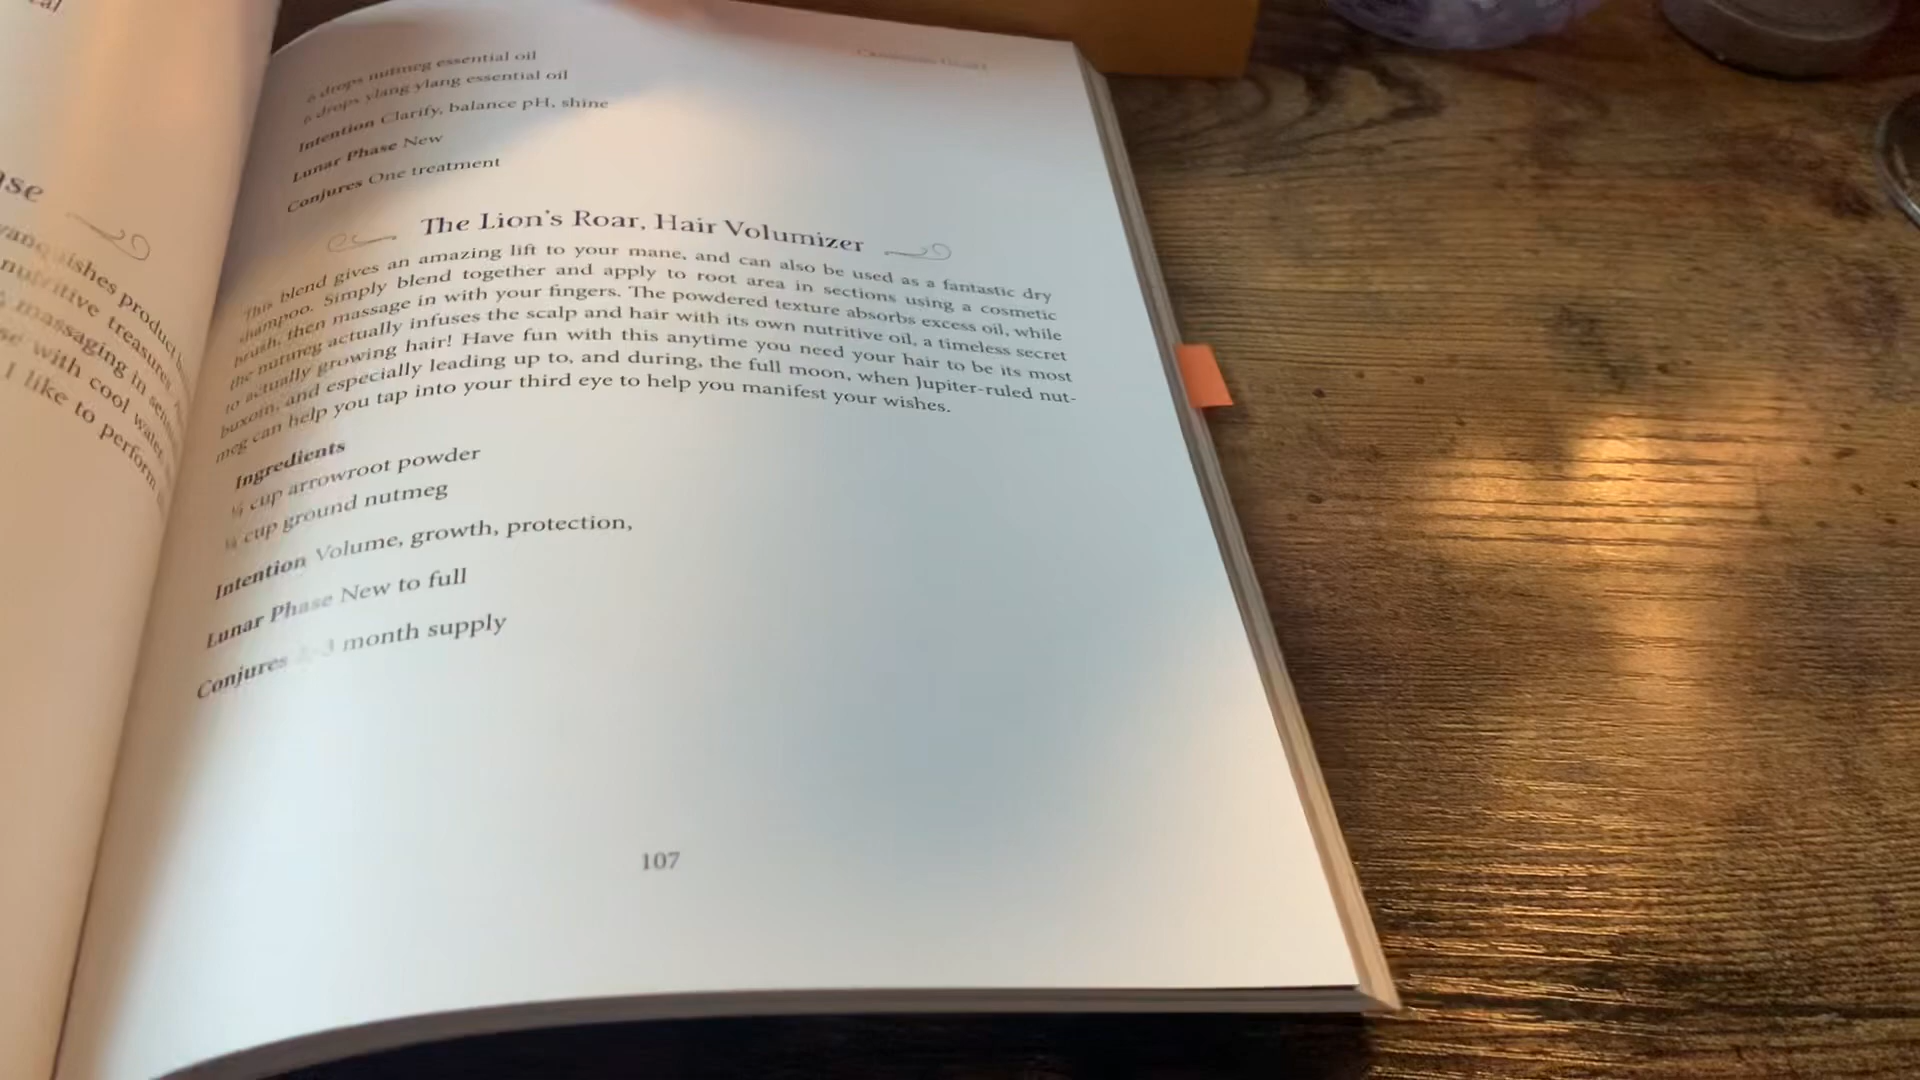 cal
ase
vanquishes product
nutritive treasures. A
massaging in
se with cool water,
I like to perform
6 drops nutmeg essential oil
6 drops ylang ylang essential oil
Intention Clarify, balance pH, shine
Lunar Phase New
Conjures One treatment
The Lion's Roar, Hair Volumizer
This blend gives an amazing lift to your mane, and can also be used as a fantastic dry
shampoo. Simply blend together and apply to root area in sections using a cosmetic
brush, then massage in with your fingers. The powdered texture absorbs excess oil, while
the nutmeg actually infuses the scalp and hair with its own nutritive oil, a timeless secret
to actually growing hair! Have fun with this anytime you need your hair to be its most
buxom, and especially leading up to, and during, the full moon, when Jupiter-ruled nut-
meg can help you tap into your third eye to help you manifest your wishes.
Ingredients
cup arrowroot powder
cup ground nutmeg
Intention Volume, growth, protection,
Lunar Phase New to full
Conjures 3 month supply
107